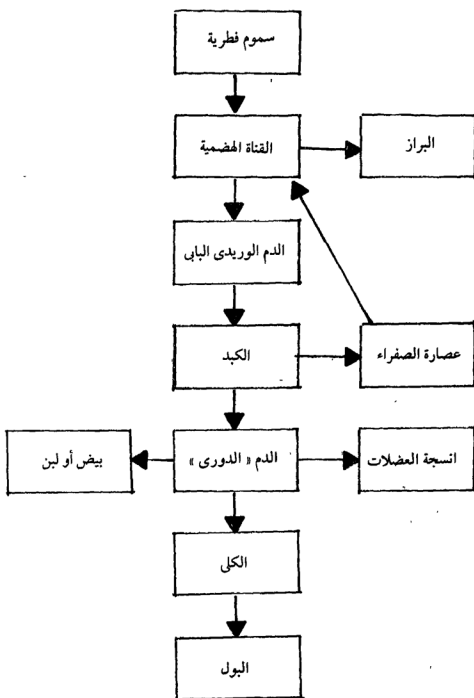 سموم فطرية
القناة الهضمية
البراز
الدم الوريدى البابى
الكبد
عصارة الصفراء
الدم « الدورى »
انسجة العضلات
بيض أو لبن
الكلى
البول